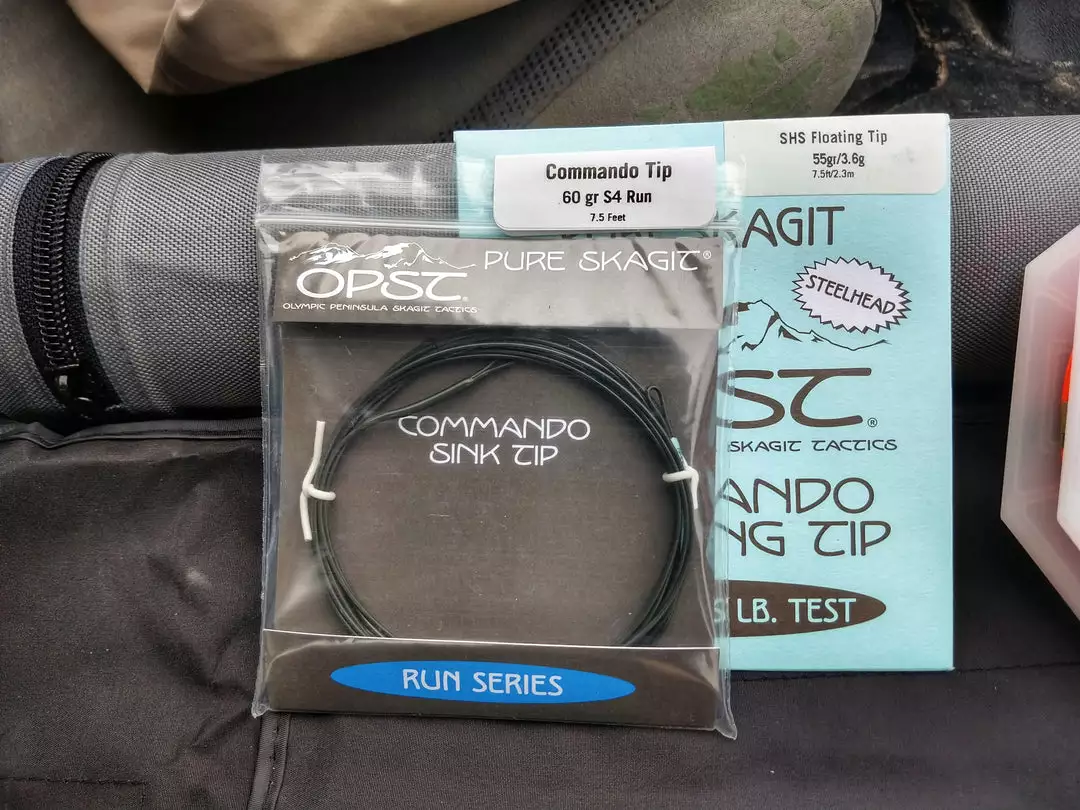 Commando Tip
60 gr S4 Run
7.5 Feet
OPST®
PURE SKAGIT®
OLYMPIC PENINSULA SKAGIT TACTICS
COMMANDO
SINK TIP
RUN SERIES
SHS Floating Tip
55gr/3.6g
7.5ft/2.3m
AGIT
STEELHEAD
ST®
SKAGIT TACTICS
ANDO
NG TIP
LB. TEST